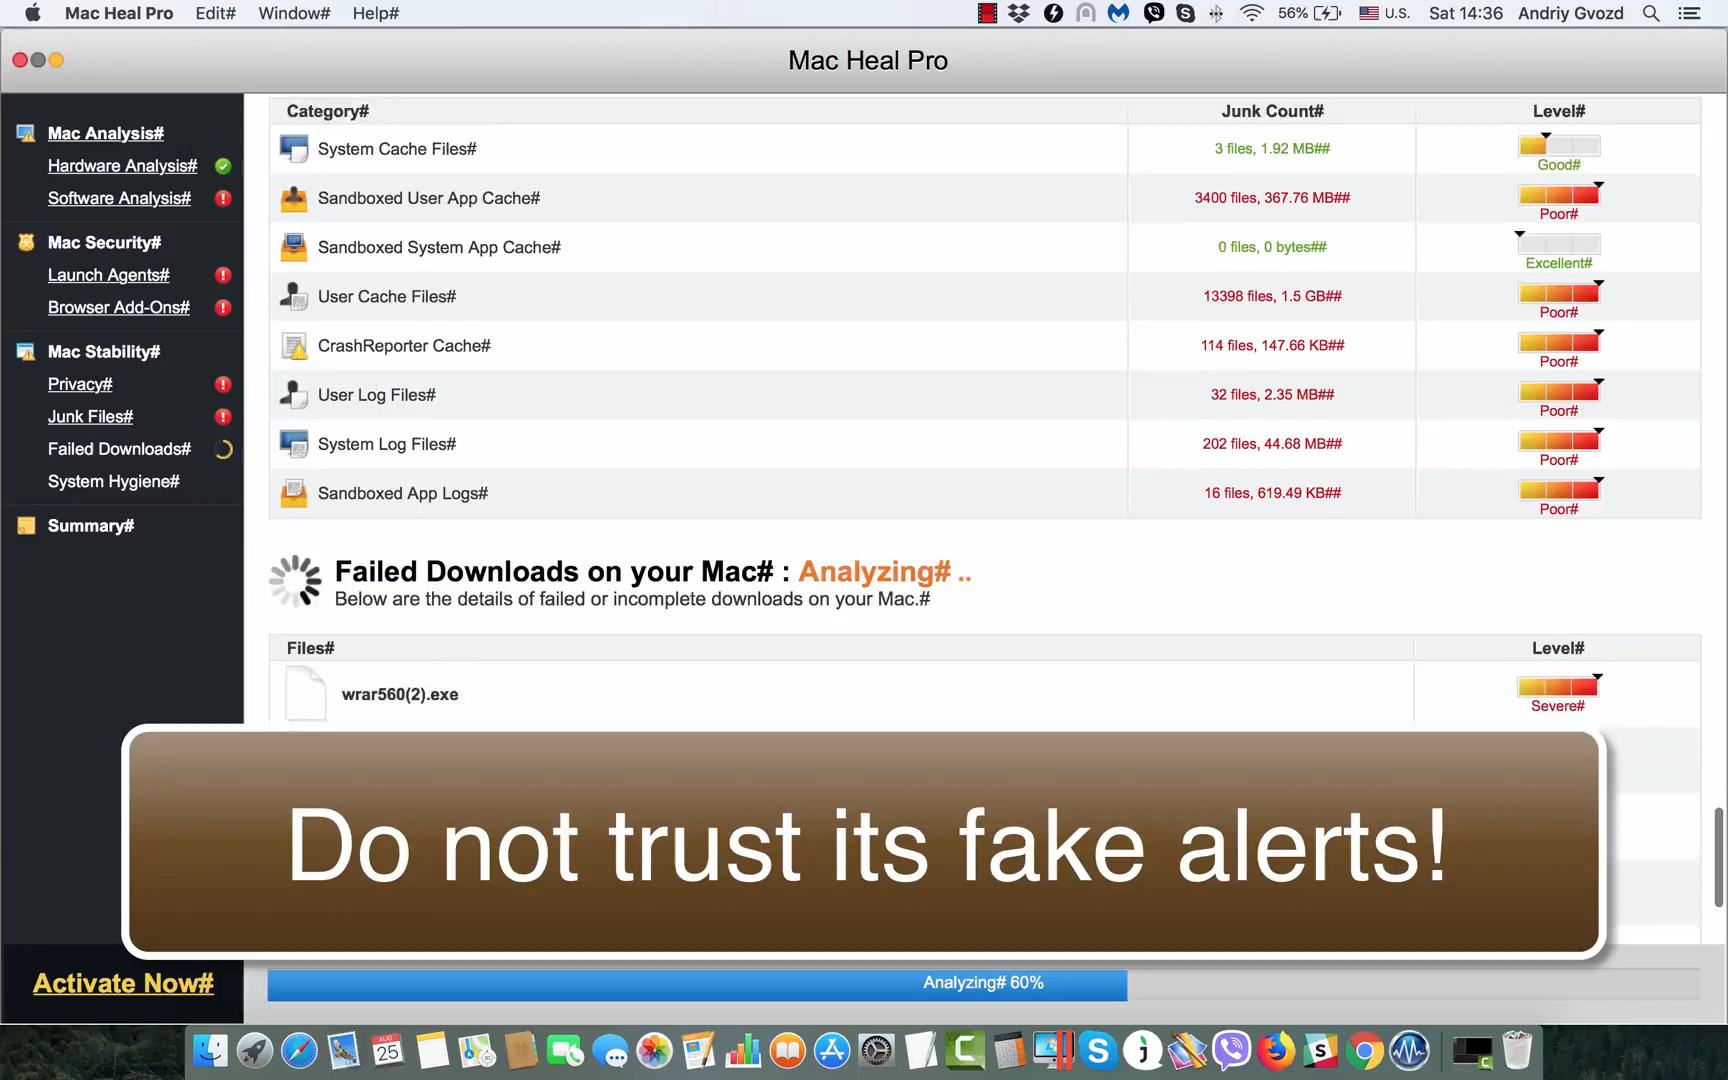 Mac Heal Pro Edit# Window# Help# 56% U.S. Sat 14:36 Andriy Gvozd
Mac Heal Pro
Mac Analysis#
Hardware Analysis#
Software Analysis#
Mac Security#
Launch Agents#
Browser Add-Ons#
Mac Stability#
Privacy#
Junk Files#
Failed Downloads#
System Hygiene#
Summary#
Activate Now#
Category# Junk Count# Level#
System Cache Files# 3 files, 1.92 MB## Good#
Sandboxed User App Cache# 3400 files, 367.76 MB## Poor#
Sandboxed System App Cache# 0 files, 0 bytes## Excellent#
User Cache Files# 13398 files, 1.5 GB## Poor#
CrashReporter Cache# 114 files, 147.66 KB## Poor#
User Log Files# 32 files, 2.35 MB## Poor#
System Log Files# 202 files, 44.68 MB## Poor#
Sandboxed App Logs# 16 files, 619.49 KB## Poor#
Failed Downloads on your Mac# : Analyzing# ..
Below are the details of failed or incomplete downloads on your Mac.#
Files# Level#
wrar560(2).exe Severe#
Do not trust its fake alerts!
Analyzing# 60%
AUG
25